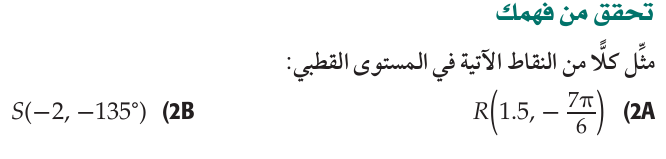 تحقق من فهمك
مثِّل كلًّا من النقاط الآتية في المستوى القطبي:
2A) R(1.5, −7π/6) 2B) S(−2, −135°)